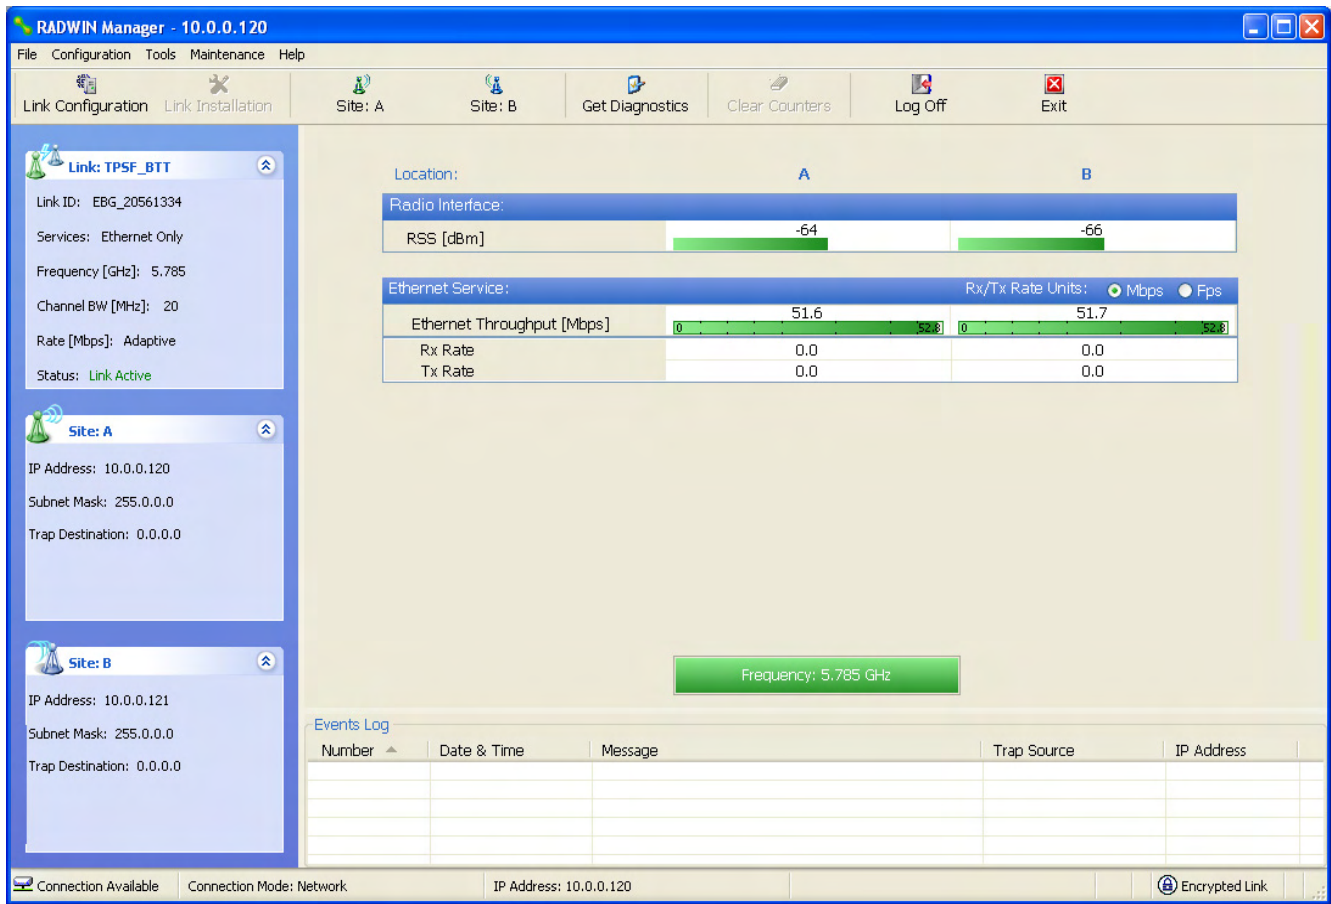 RADWIN Manager - 10.0.0.120
File Configuration Tools Maintenance Help
Link Configuration Link Installation Site: A Site: B Get Diagnostics Clear Counters Log Off Exit
Link: TPSF_BTT
Link ID: EBG_20561334
Services: Ethernet Only
Frequency [GHz]: 5.785
Channel BW [MHz]: 20
Rate [Mbps]: Adaptive
Status: Link Active
Site: A
IP Address: 10.0.0.120
Subnet Mask: 255.0.0.0
Trap Destination: 0.0.0.0
Site: B
IP Address: 10.0.0.121
Subnet Mask: 255.0.0.0
Trap Destination: 0.0.0.0
Location: A B
Radio Interface:
RSS [dBm] -64 -66
Ethernet Service: Rx/Tx Rate Units: Mbps Fps
Ethernet Throughput [Mbps] 51.6 51.7
0 52.8 0 52.8
Rx Rate 0.0 0.0
Tx Rate 0.0 0.0
Frequency: 5.785 GHz
Events Log
Number Date & Time Message Trap Source IP Address
Connection Available Connection Mode: Network IP Address: 10.0.0.120 Encrypted Link